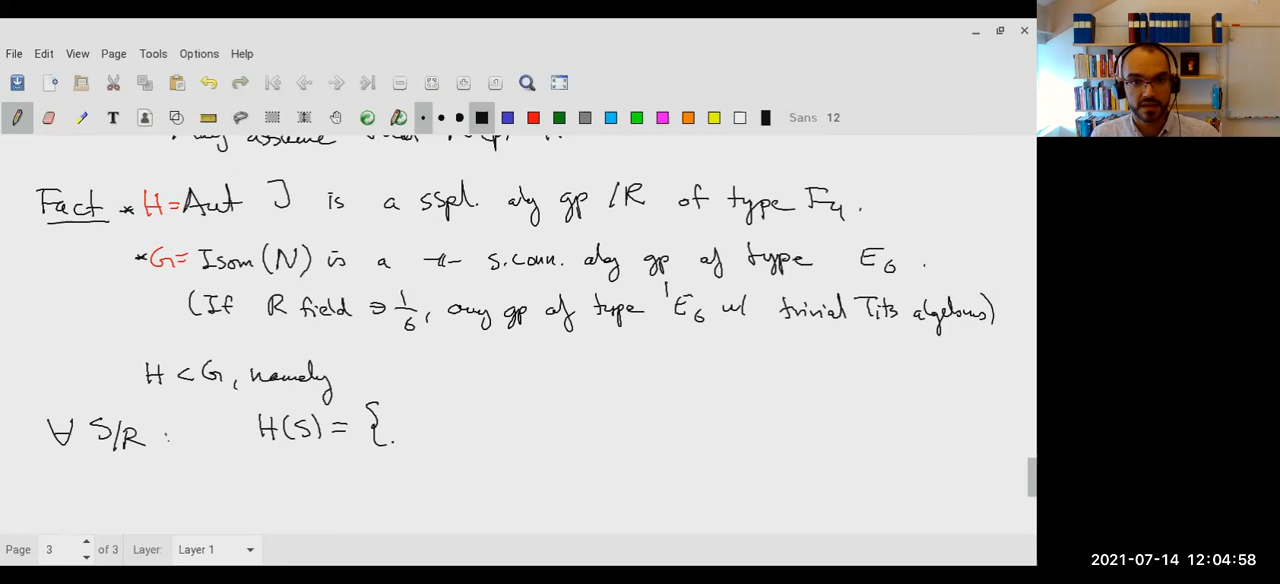 File Edit View Page Tools Options Help
Sans 12
may assume
Fact * H = Aut J is a sspl. alg gp /R of type F₄.
* G = Isom(N) is a -"- s.conn. alg gp of type E₆.
(If R field ∋ 1/6, any gp of type ¹E₆ w/ trivial Tits algebras)
H < G, namely
∀ S/R : H(S) = {.
Page 3 of 3 Layer: Layer 1
2021-07-14 12:04:58